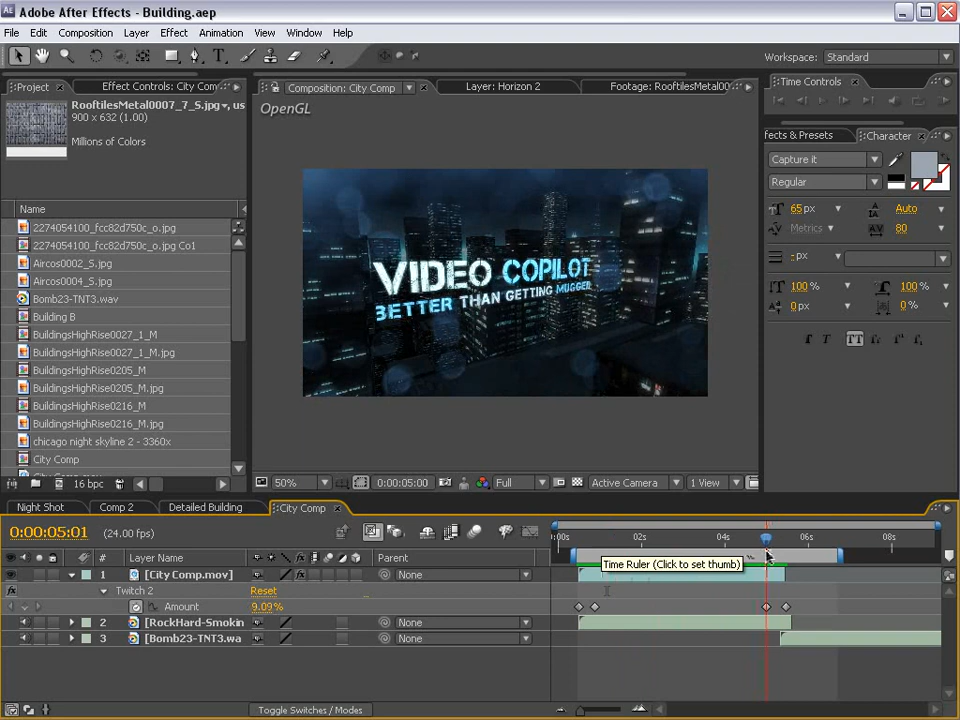 Adobe After Effects - Building.aep
File Edit Composition Layer Effect Animation View Window Help
Workspace: Standard
Project Effect Controls: City Com
Composition: City Comp Layer: Horizon 2 Footage: RooftilesMetal00
Time Controls
RooftilesMetal0007_7_S.jpg , us
900 x 632 (1.00)
Millions of Colors
OpenGL
ffects & Presets Character
Capture it
Regular
65 px Auto
Metrics 80
- px
100 % 100 %
0 px 0 %
TT T
Name
2274054100_fcc82d750c_o.jpg
2274054100_fcc82d750c_o.jpg Co1
Aircos0002_S.jpg
Aircos0004_S.jpg
Bomb23-TNT3.wav
Building B
BuildingsHighRise0027_1_M
BuildingsHighRise0027_1_M.jpg
BuildingsHighRise0205_M
BuildingsHighRise0205_M.jpg
BuildingsHighRise0216_M
BuildingsHighRise0216_M.jpg
chicago night skyline 2 - 3360x
City Comp
VIDEO COPILOT
BETTER THAN GETTING MUGGED
16 bpc
50% 0:00:05:00 Full Active Camera 1 View
Night Shot Comp 2 Detailed Building City Comp
0:00:05:01 (24.00 fps)
:00s 02s 04s 06s 08s
# Layer Name Parent
1 [City Comp.mov] None
Time Ruler (Click to set thumb)
Twitch 2 Reset
Amount 9.09%
2 [RockHard-Smokin None
3 [Bomb23-TNT3.wa None
Toggle Switches / Modes